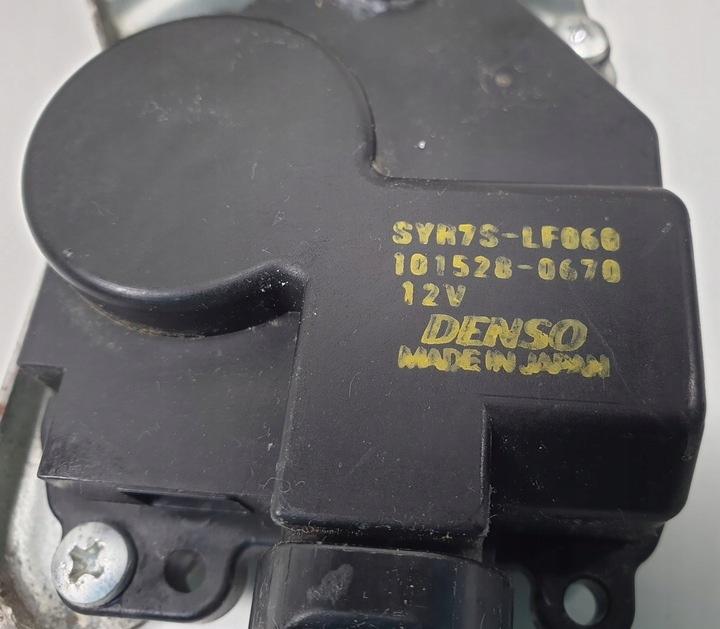 SYR7S-LF060
101528-0670
12V
DENSO
MADE IN JAPAN